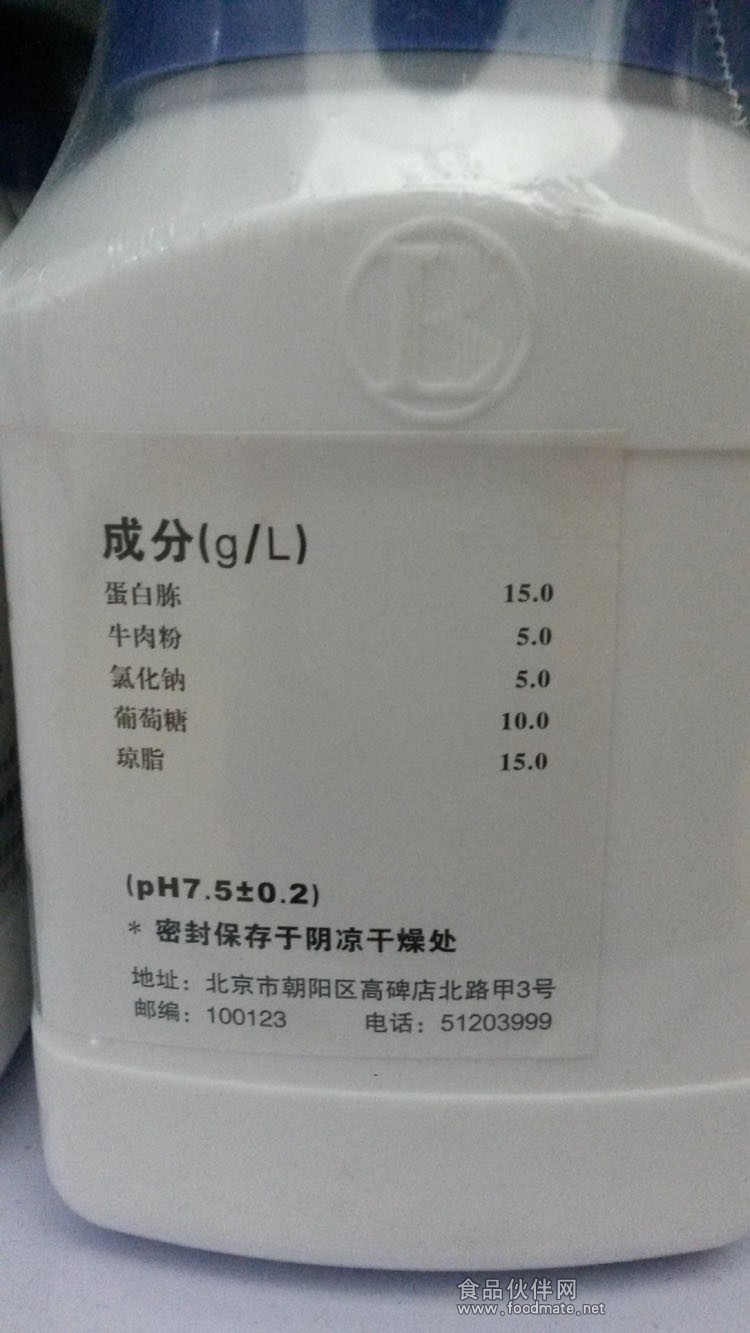 成分(g/L)
蛋白胨 15.0
牛肉粉 5.0
氯化钠 5.0
葡萄糖 10.0
琼脂 15.0
(pH7.5±0.2)
* 密封保存于阴凉干燥处
地址：北京市朝阳区高碑店北路甲3号
邮编：100123 电话：51203999
食品伙伴网
www.foodmate.net